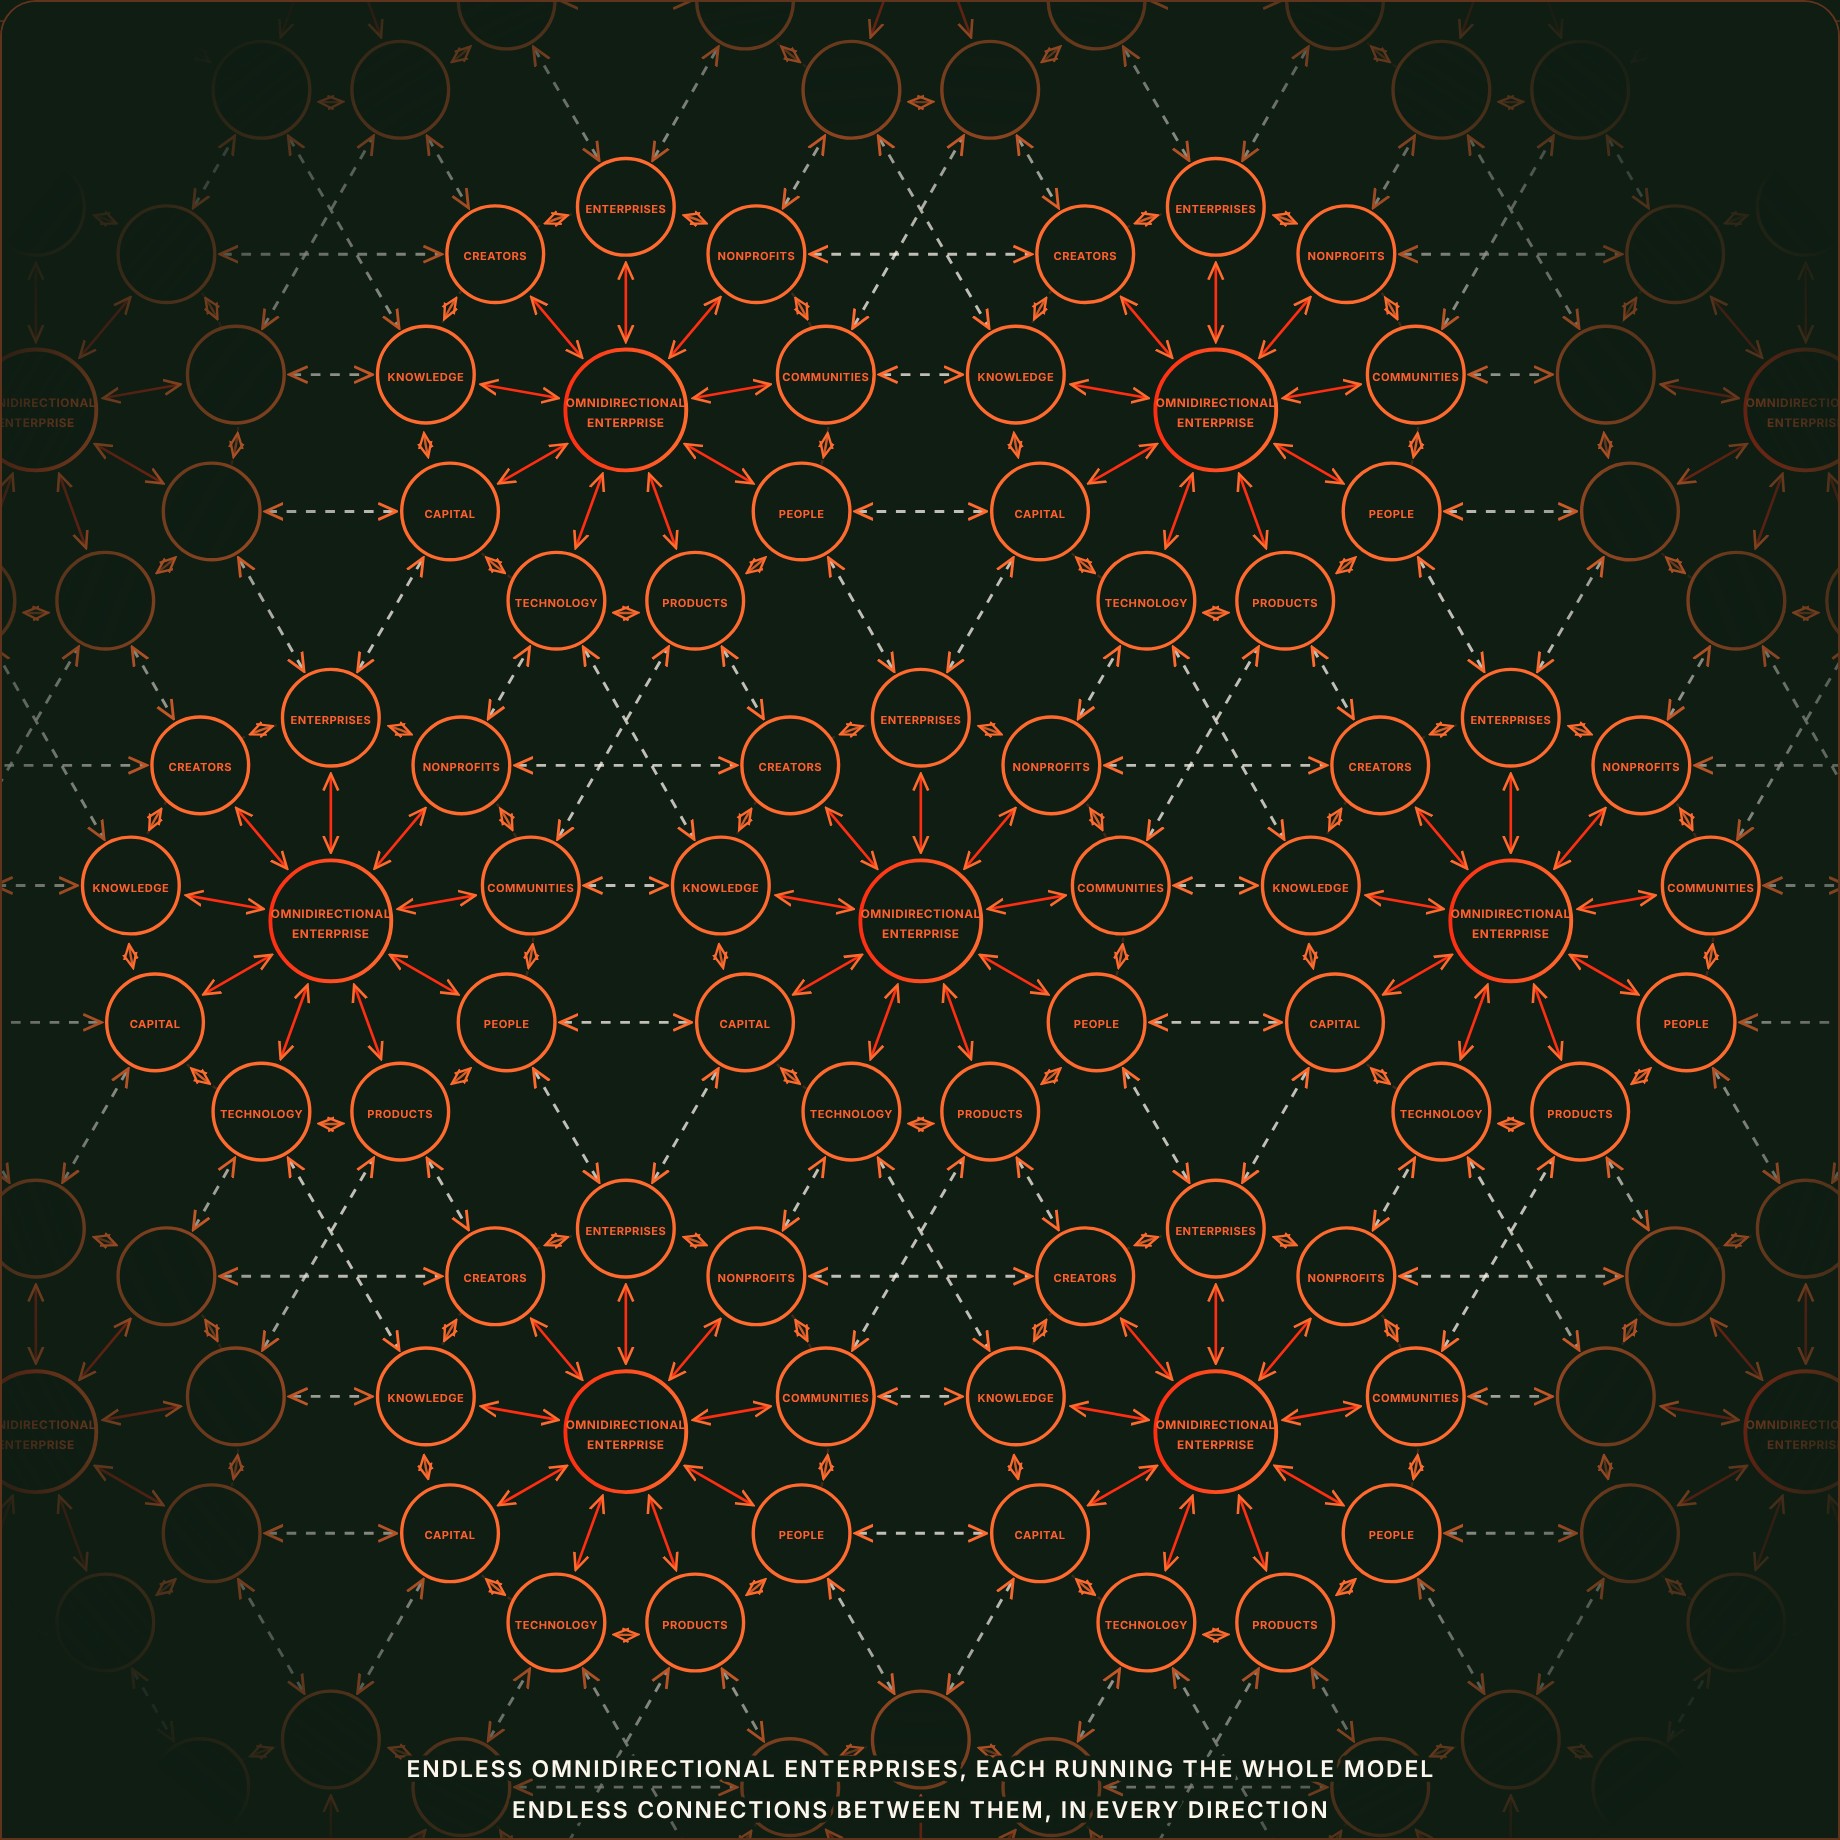 ENTERPRISES
ENTERPRISES
CREATORS
NONPROFITS
CREATORS
NONPROFITS
KNOWLEDGE
COMMUNITIES
KNOWLEDGE
COMMUNITIES
OMNIDIRECTIONAL
ENTERPRISE
OMNIDIRECTIONAL
ENTERPRISE
CAPITAL
PEOPLE
CAPITAL
PEOPLE
TECHNOLOGY
PRODUCTS
TECHNOLOGY
PRODUCTS
ENTERPRISES
ENTERPRISES
ENTERPRISES
CREATORS
NONPROFITS
CREATORS
NONPROFITS
CREATORS
NONPROFITS
KNOWLEDGE
COMMUNITIES
KNOWLEDGE
COMMUNITIES
KNOWLEDGE
COMMUNITIES
OMNIDIRECTIONAL
ENTERPRISE
OMNIDIRECTIONAL
ENTERPRISE
OMNIDIRECTIONAL
ENTERPRISE
CAPITAL
PEOPLE
CAPITAL
PEOPLE
CAPITAL
PEOPLE
TECHNOLOGY
PRODUCTS
TECHNOLOGY
PRODUCTS
TECHNOLOGY
PRODUCTS
ENTERPRISES
ENTERPRISES
CREATORS
NONPROFITS
CREATORS
NONPROFITS
KNOWLEDGE
COMMUNITIES
KNOWLEDGE
COMMUNITIES
OMNIDIRECTIONAL
ENTERPRISE
OMNIDIRECTIONAL
ENTERPRISE
CAPITAL
PEOPLE
CAPITAL
PEOPLE
TECHNOLOGY
PRODUCTS
TECHNOLOGY
PRODUCTS
ENDLESS OMNIDIRECTIONAL ENTERPRISES, EACH RUNNING THE WHOLE MODEL
ENDLESS CONNECTIONS BETWEEN THEM, IN EVERY DIRECTION